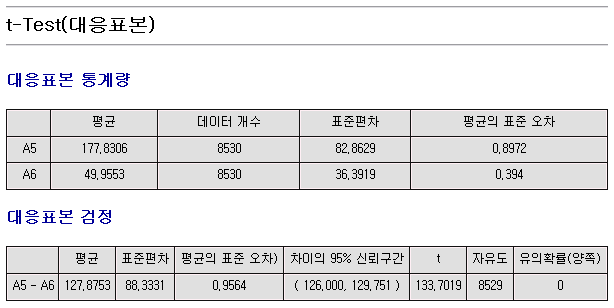 t-Test(대응표본)
대응표본 통계량
평균 데이터 개수 표준편차 평균의 표준 오차
A5 177,8306 8530 82,8629 0,8972
A6 49,9553 8530 36,3919 0,394
대응표본 검정
평균 표준편차 평균의 표준 오차) 차이의 95% 신뢰구간 t 자유도 유의확률(양쪽)
A5 - A6 127,8753 88,3331 0,9564 ( 126,000, 129,751 ) 133,7019 8529 0